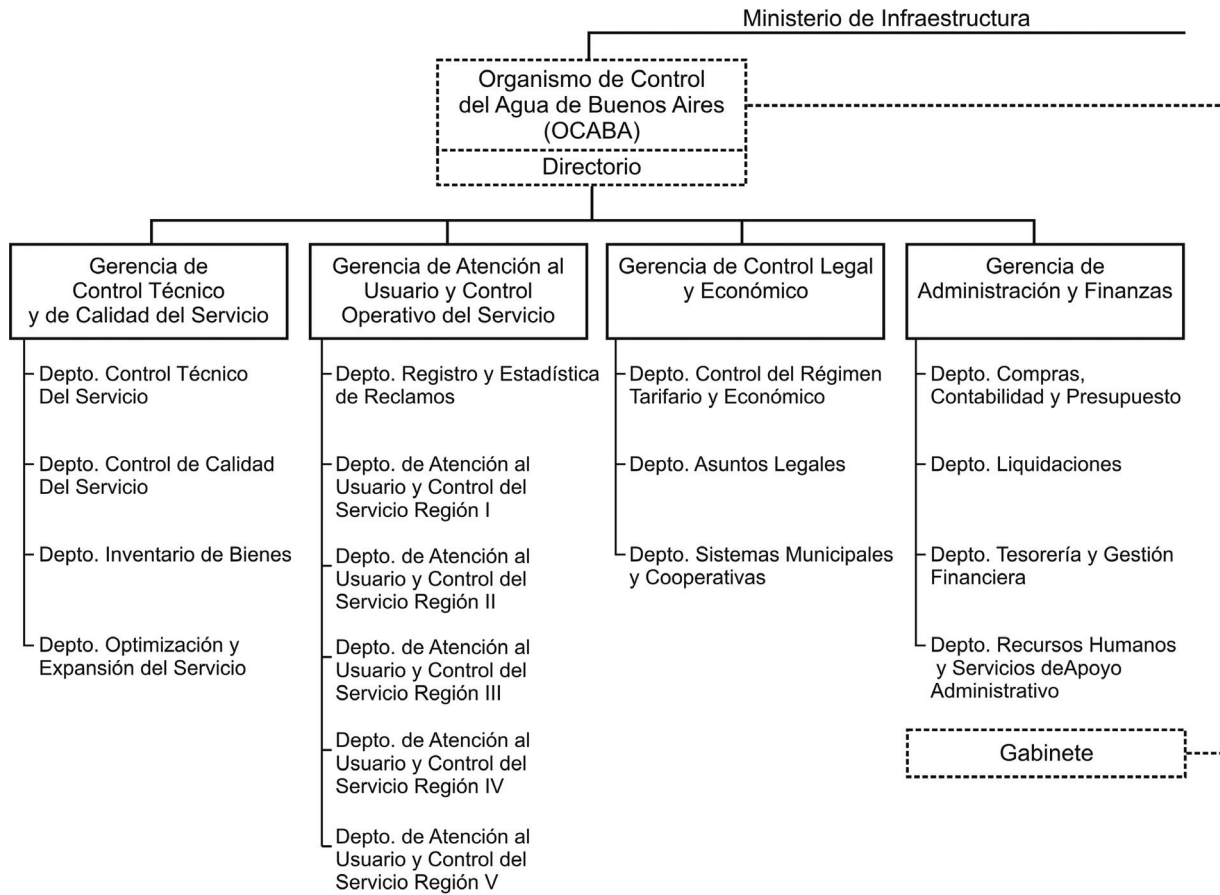 Ministerio de Infraestructura
Organismo de Control
del Agua de Buenos Aires
(OCABA)
Directorio
Gerencia de
Control Técnico
y de Calidad del Servicio
Depto. Control Técnico
Del Servicio
Depto. Control de Calidad
Del Servicio
Depto. Inventario de Bienes
Depto. Optimización y
Expansión del Servicio
Gerencia de Atención al
Usuario y Control
Operativo del Servicio
Depto. Registro y Estadística
de Reclamos
Depto. de Atención al
Usuario y Control del
Servicio Región I
Depto. de Atención al
Usuario y Control del
Servicio Región II
Depto. de Atención al
Usuario y Control del
Servicio Región III
Depto. de Atención al
Usuario y Control del
Servicio Región IV
Depto. de Atención al
Usuario y Control del
Servicio Región V
Gerencia de Control Legal
y Económico
Depto. Control del Régimen
Tarifario y Económico
Depto. Asuntos Legales
Depto. Sistemas Municipales
y Cooperativas
Gerencia de
Administración y Finanzas
Depto. Compras,
Contabilidad y Presupuesto
Depto. Liquidaciones
Depto. Tesorería y Gestión
Financiera
Depto. Recursos Humanos
y Servicios deApoyo
Administrativo
Gabinete